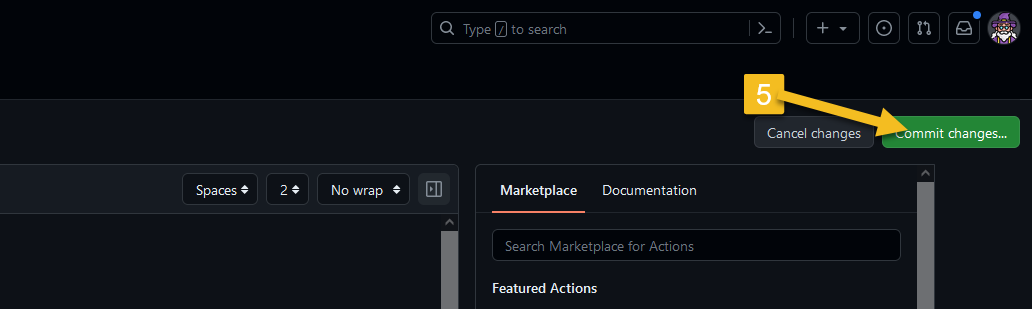 Type / to search
5
Cancel changes
Commit changes...
Spaces
2
No wrap
Marketplace
Documentation
Search Marketplace for Actions
Featured Actions